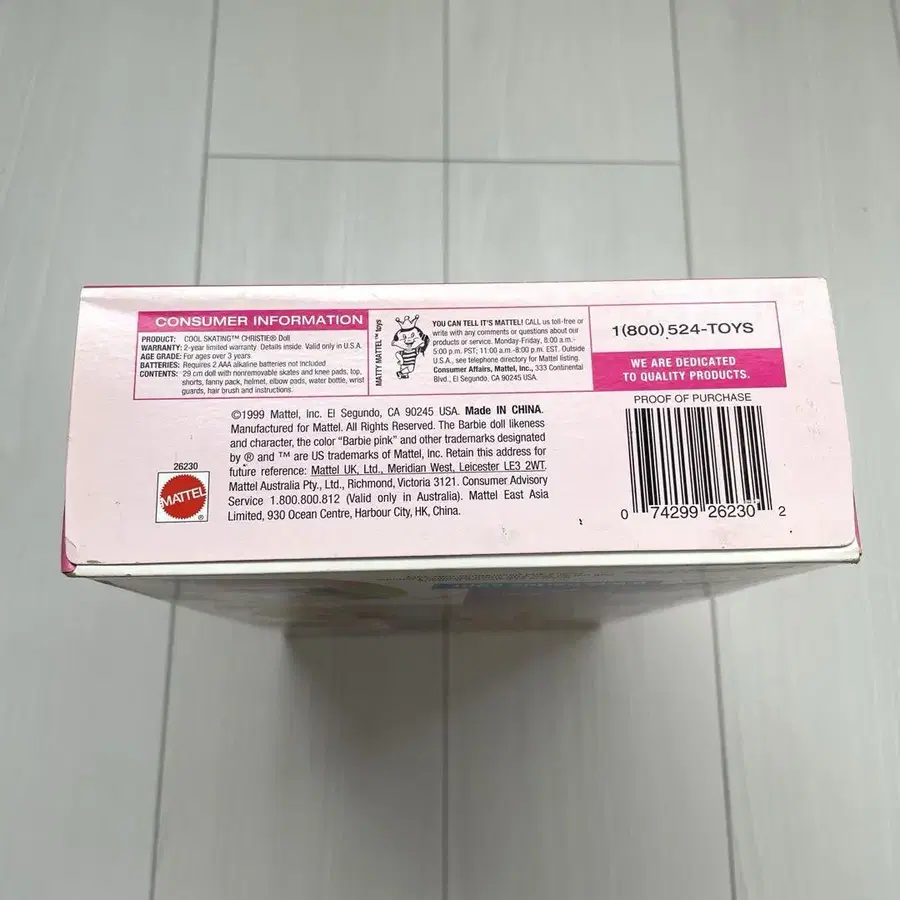 CONSUMER INFORMATION
PRODUCT: COOL SKATING™ CHRISTIE® Doll
WARRANTY: 2-year limited warranty. Details inside. Valid only in U.S.A.
AGE GRADE: For ages over 3 years.
BATTERIES: Requires 2 AAA alkaline batteries not included
CONTENTS: 29 cm doll with nonremovable skates and knee pads, top,
shorts, fanny pack, helmet, elbow pads, water bottle, wrist
guards, hair brush and instructions.
MATTY MATTEL™ toys
YOU CAN TELL IT'S MATTEL! CALL us toll-free or
write with any comments or questions about our
products or service. Monday-Friday, 8:00 a.m.-
5:00 p.m. PST; 11:00 a.m.-8:00 p.m. EST. Outside
U.S.A., see telephone directory for Mattel listing.
Consumer Affairs, Mattel, Inc., 333 Continental
Blvd., El Segundo, CA 90245 USA.
1(800) 524-TOYS
WE ARE DEDICATED
TO QUALITY PRODUCTS.
©1999 Mattel, Inc. El Segundo, CA 90245 USA. Made IN CHINA.
Manufactured for Mattel. All Rights Reserved. The Barbie doll likeness
and character, the color "Barbie pink" and other trademarks designated
by ® and ™ are US trademarks of Mattel, Inc. Retain this address for
future reference: Mattel UK, Ltd., Meridian West, Leicester LE3 2WT.
Mattel Australia Pty., Ltd., Richmond, Victoria 3121. Consumer Advisory
Service 1.800.800.812 (Valid only in Australia). Mattel East Asia
Limited, 930 Ocean Centre, Harbour City, HK, China.
26230
MATTEL®
PROOF OF PURCHASE
0 74299 26230 2